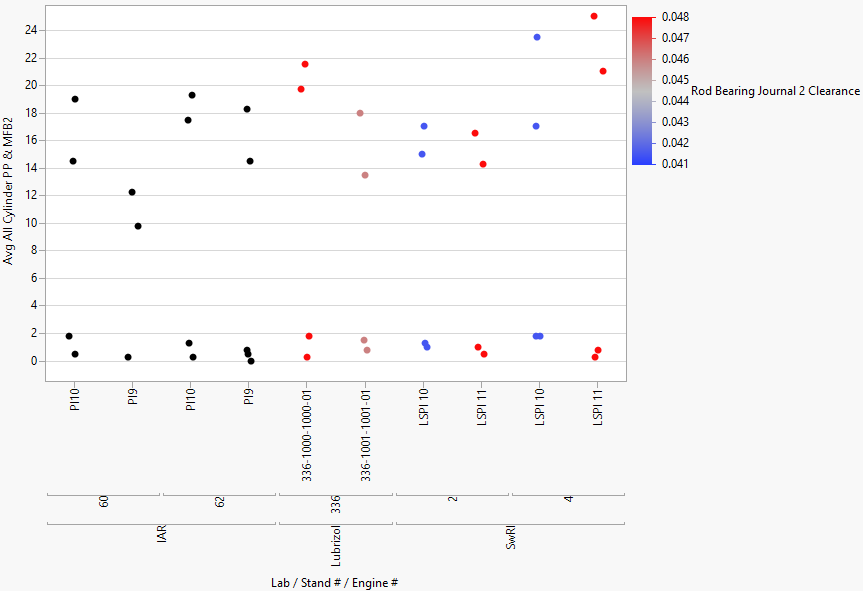 Avg All Cylinder PP & MFB2
24
22
20
18
16
14
12
10
8
6
4
2
0
PI10
PI9
PI10
PI9
336-1000-1000-01
336-1001-1001-01
LSPI 10
LSPI 11
LSPI 10
LSPI 11
60
62
336
2
4
IAR
Lubrizol
SwRI
Lab / Stand # / Engine #
0.048
0.047
0.046
0.045
0.044
0.043
0.042
0.041
Rod Bearing Journal 2 Clearance